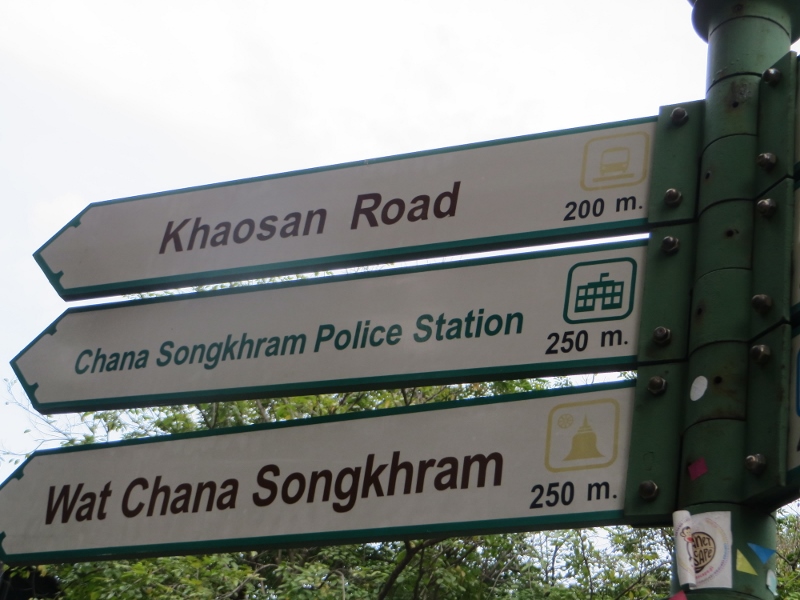 Khaosan Road
200 m.
Chana Songkhram Police Station
250 m.
Wat Chana Songkhram
250 m.